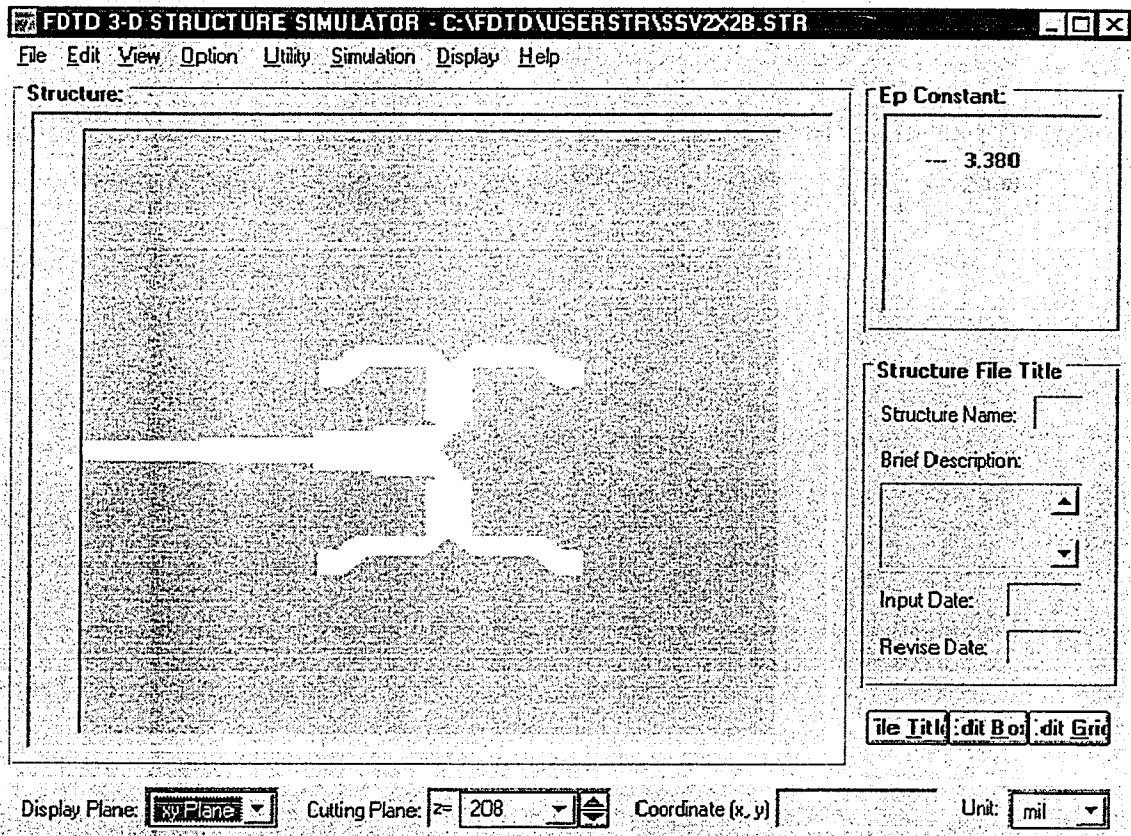 FDTD 3-D STRUCTURE SIMULATOR - C:\FDTD\USERSTR\SSV2X2B.STR
File Edit View Option Utility Simulation Display Help
Structure:
Ep Constant:
--- 3.380
Structure File Title
Structure Name:
Brief Description:
Input Date:
Revise Date:
ile Title dit Bo dit Grid
Display Plane: xy Plane Cutting Plane: z= 208 Coordinate (x, y) Unit: mil